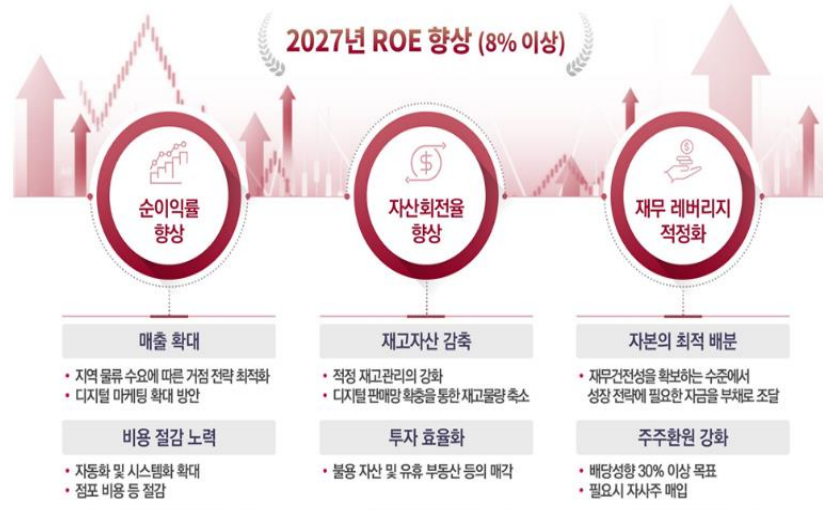 2027년 ROE 향상 (8% 이상)
순이익률
향상
자산회전율
향상
재무 레버리지
적정화
매출 확대
• 지역 물류 수요에 따른 거점 전략 최적화
• 디지털 마케팅 확대 방안
비용 절감 노력
• 자동화 및 시스템화 확대
• 점포 비용 등 절감
재고자산 감축
• 적정 재고관리의 강화
• 디지털 판매망 확충을 통한 재고물량 축소
투자 효율화
• 불용 자산 및 유휴 부동산 등의 매각
자본의 최적 배분
• 재무건전성을 확보하는 수준에서
성장 전략에 필요한 자금을 부채로 조달
주주환원 강화
• 배당성향 30% 이상 목표
• 필요시 자사주 매입